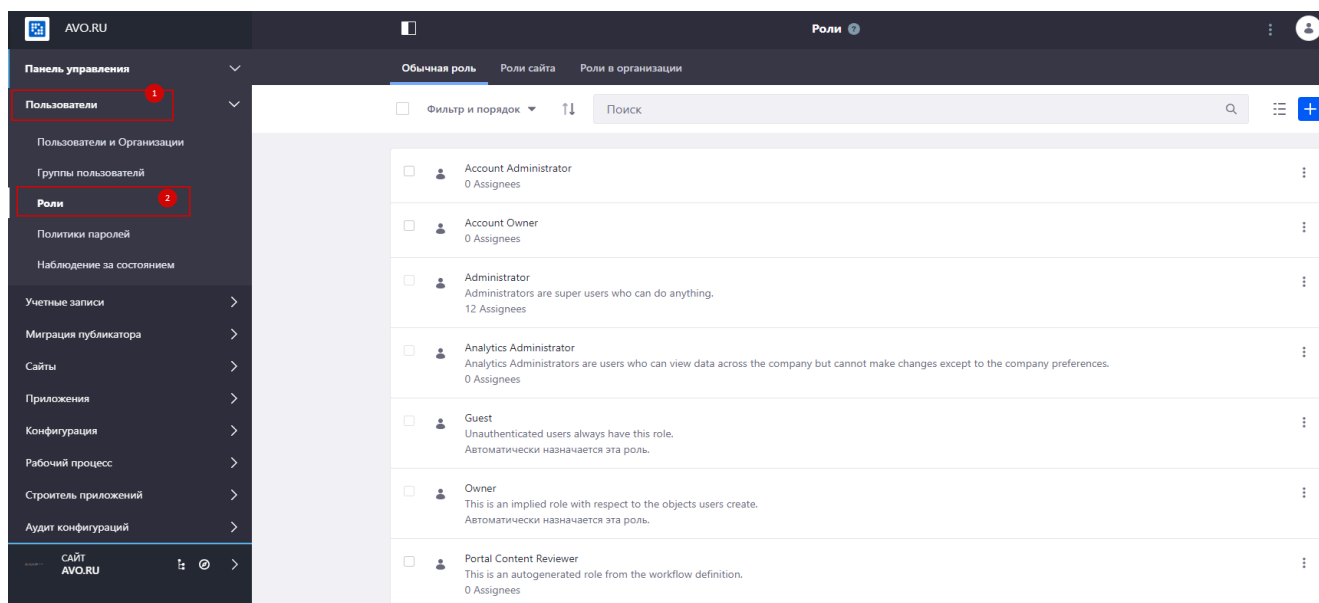 AVO.RU
Роли
Панель управления
Обычная роль Роли сайта Роли в организации
1
Пользователи
Фильтр и порядок Поиск
Пользователи и Организации
Группы пользователй
2
Роли
Политики паролей
Наблюдение за состоянием
Учетные записи
Миграция публикатора
Сайты
Приложения
Конфигурация
Рабочий процесс
Строитель приложений
Аудит конфигураций
САЙТ
AVO.RU
Account Administrator
0 Assignees
Account Owner
0 Assignees
Administrator
Administrators are super users who can do anything.
12 Assignees
Analytics Administrator
Analytics Administrators are users who can view data across the company but cannot make changes except to the company preferences.
0 Assignees
Guest
Unauthenticated users always have this role.
Автоматически назначается эта роль.
Owner
This is an implied role with respect to the objects users create.
Автоматически назначается эта роль.
Portal Content Reviewer
This is an autogenerated role from the workflow definition.
0 Assignees